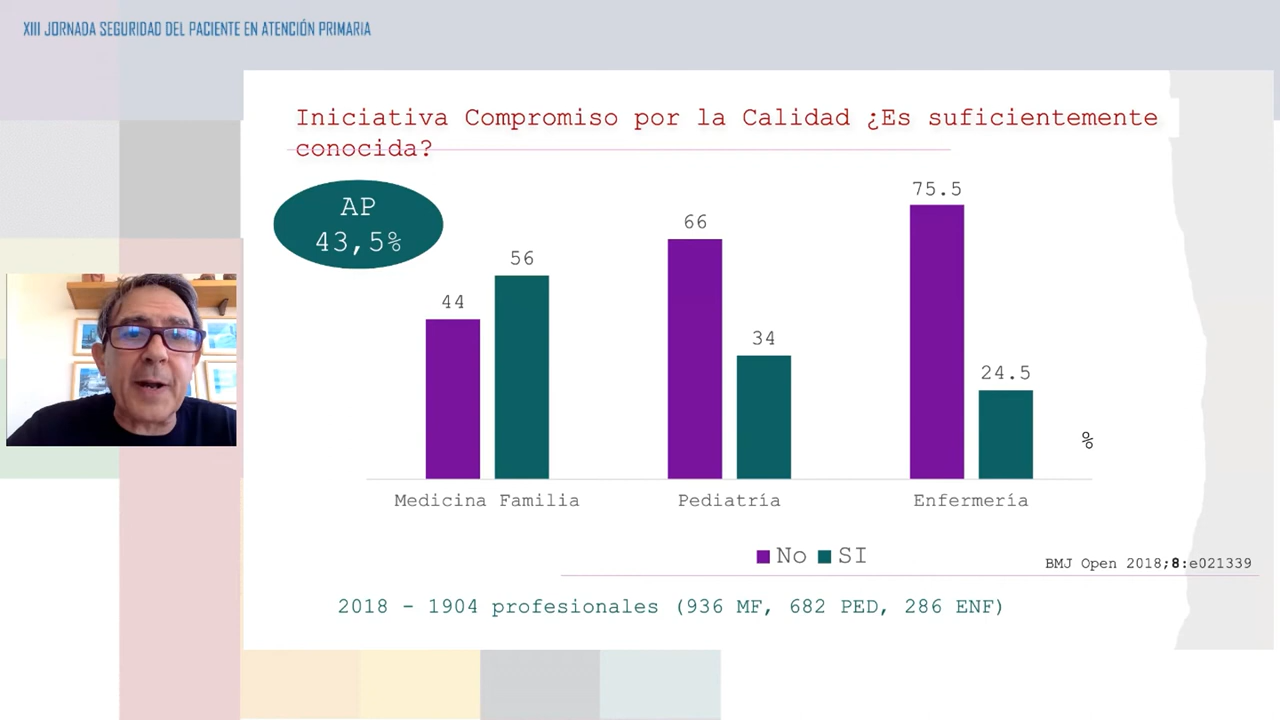 XIII JORNADA SEGURIDAD DEL PACIENTE EN ATENCIÓN PRIMARIA
Iniciativa Compromiso por la Calidad ¿Es suficientemente
conocida?
AP
43,5%
44
56
66
34
75.5
24.5
%
Medicina Familia
Pediatría
Enfermería
No SI
BMJ Open 2018;8:e021339
2018 - 1904 profesionales (936 MF, 682 PED, 286 ENF)